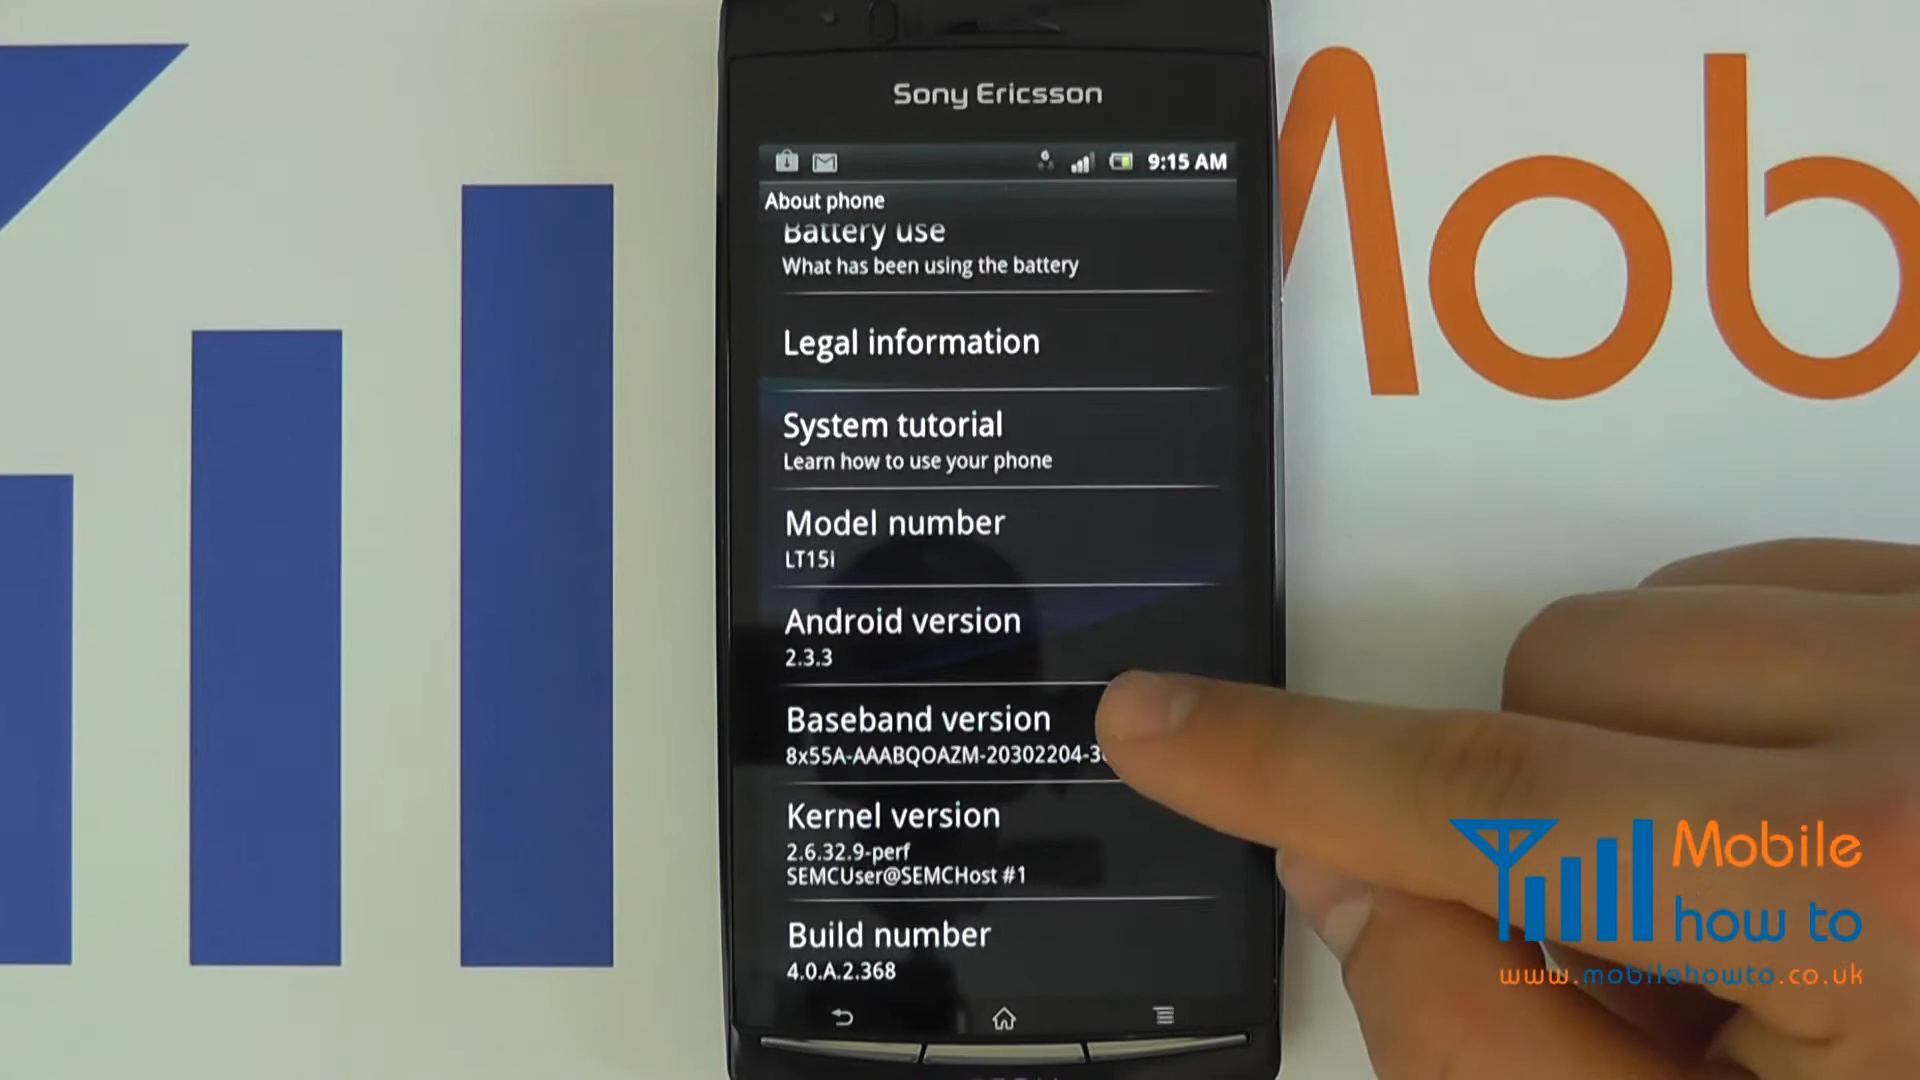 Sony Ericsson
9:15 AM
About phone
Battery use
What has been using the battery
Legal information
System tutorial
Learn how to use your phone
Model number
LT15i
Android version
2.3.3
Baseband version
8x55A-AAABQOAZM-20302204-3
Kernel version
2.6.32.9-perf
SEMCUser@SEMCHost #1
Build number
4.0.A.2.368
Mob
Mobile
how to
www.mobilehowto.co.uk